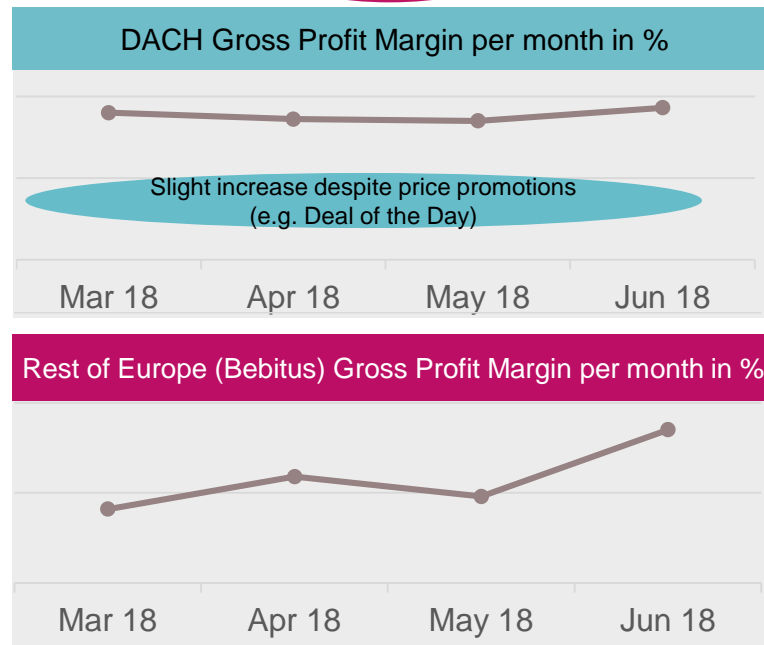 DACH Gross Profit Margin per month in %
Slight increase despite price promotions
(e.g. Deal of the Day)
Mar 18 Apr 18 May 18 Jun 18
Rest of Europe (Bebitus) Gross Profit Margin per month in %
Mar 18 Apr 18 May 18 Jun 18